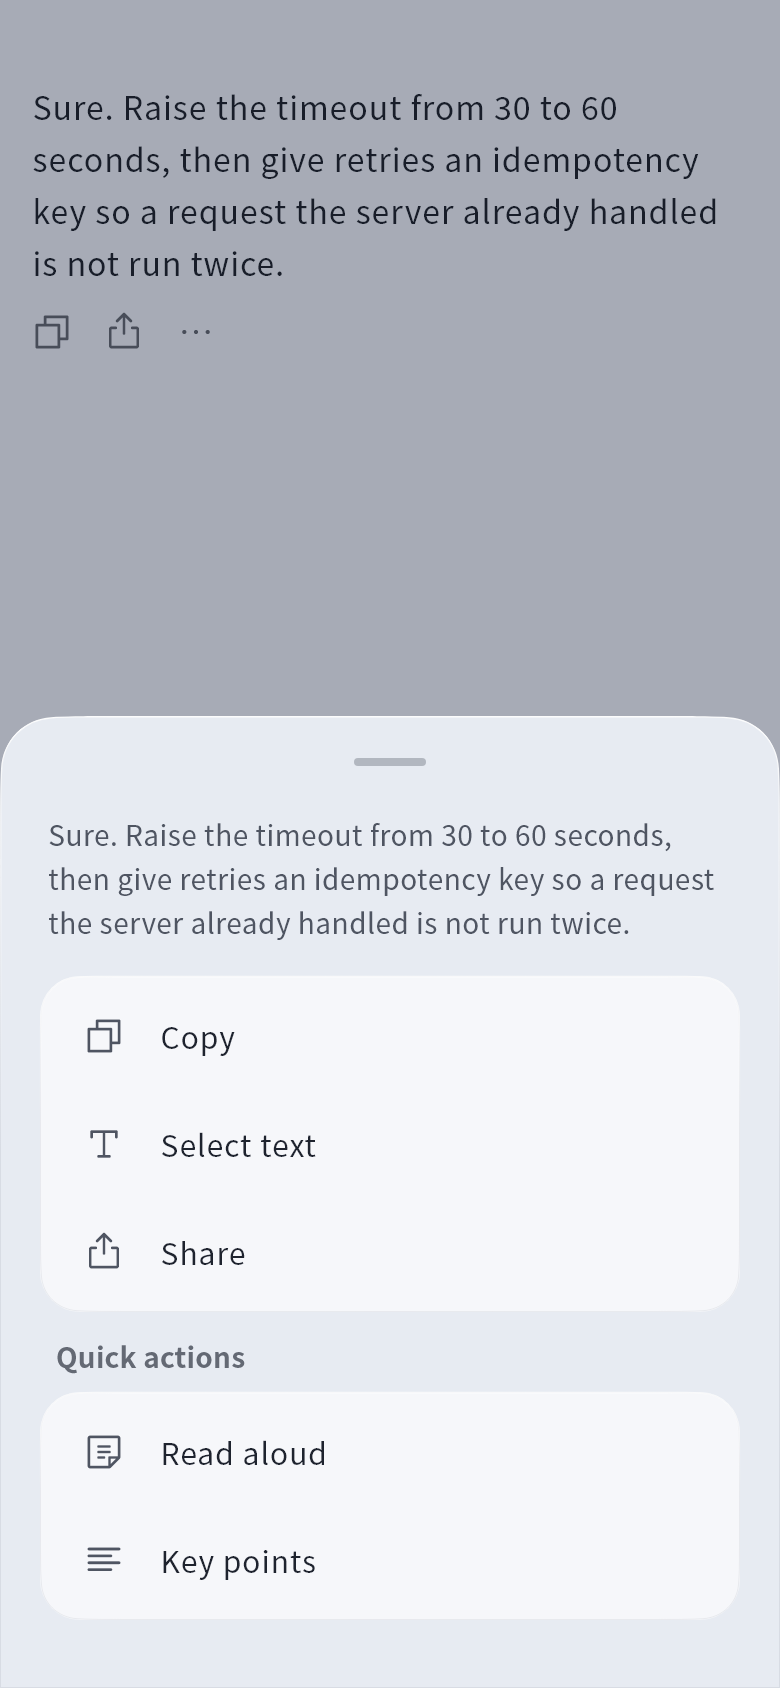 Sure. Raise the timeout from 30 to 60
seconds, then give retries an idempotency
key so a request the server already handled
is not run twice.
Sure. Raise the timeout from 30 to 60 seconds,
then give retries an idempotency key so a request
the server already handled is not run twice.
Copy
Select text
Share
Quick actions
Read aloud
Key points